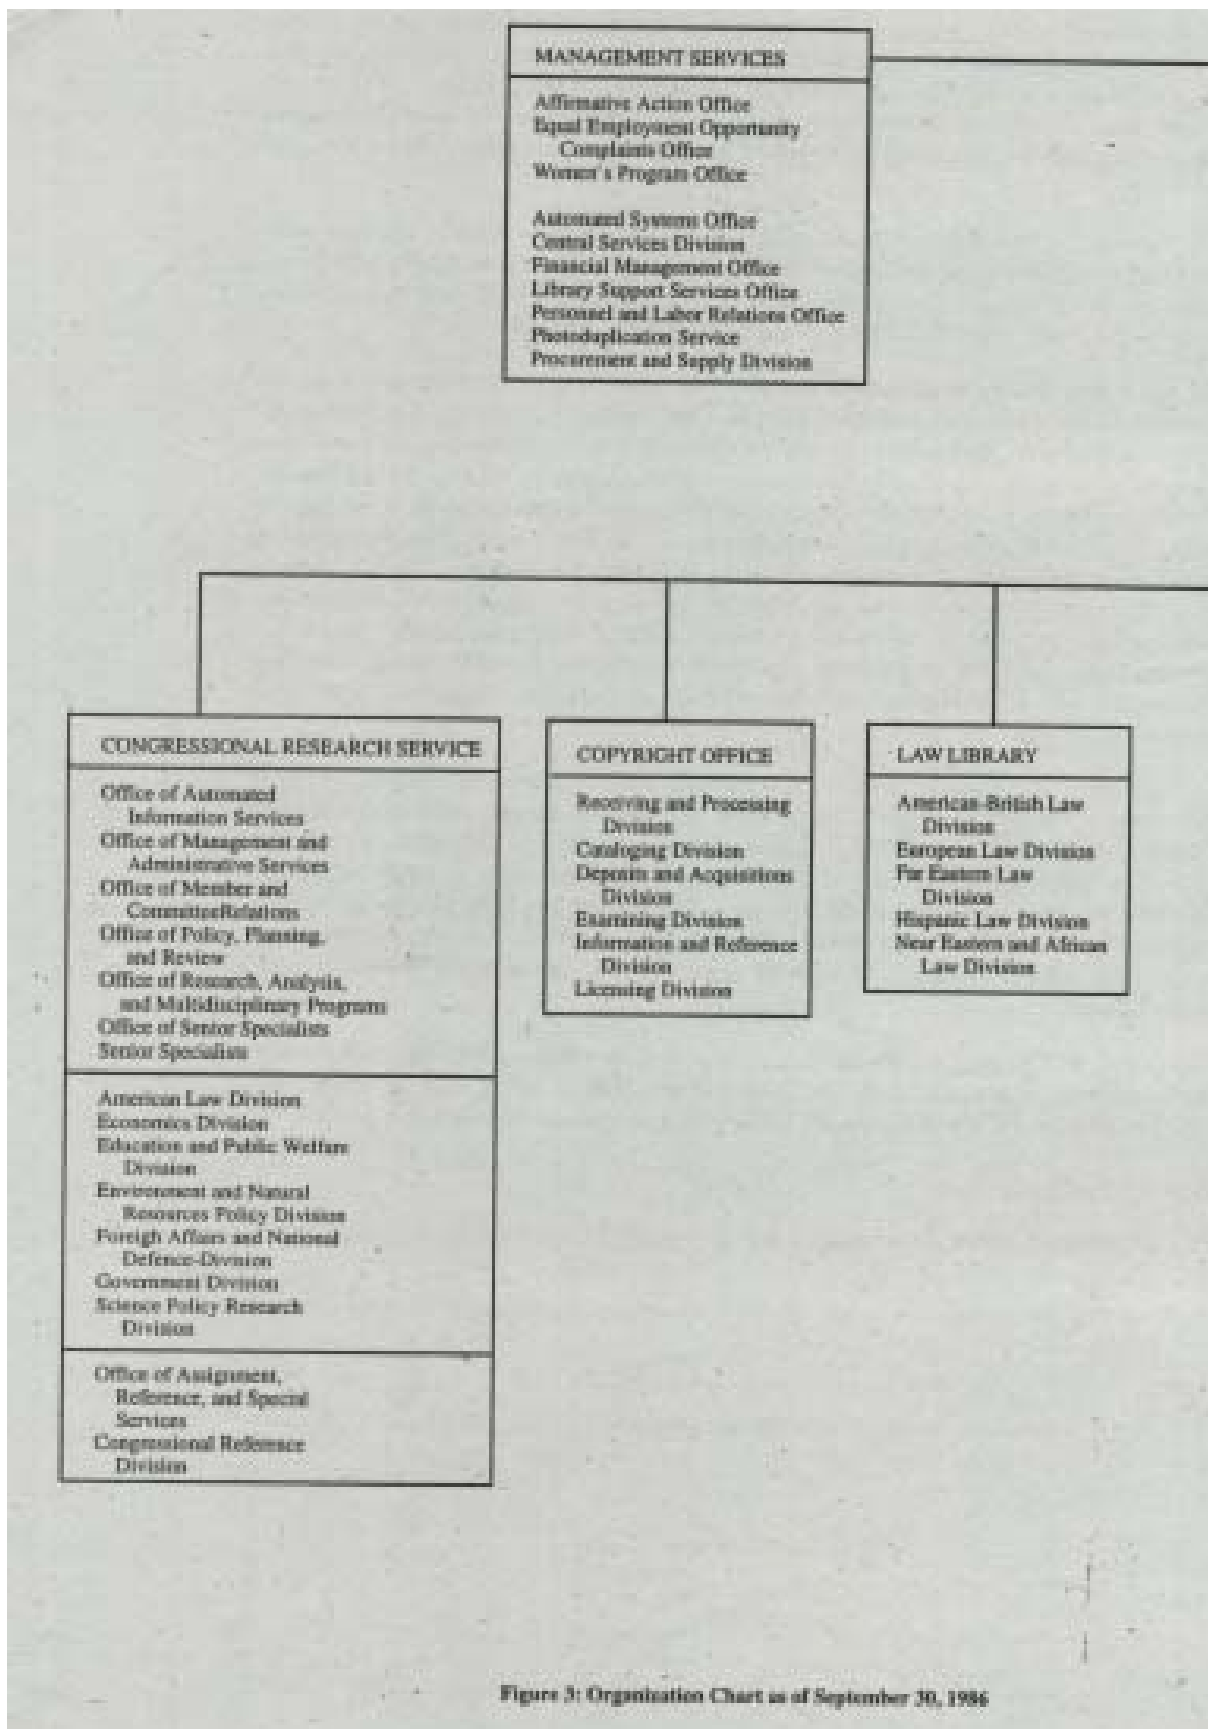 MANAGEMENT SERVICES
Affirmative Action Office
Equal Employment Opportunity
Complaints Office
Women's Program Office
Automated Systems Office
Central Services Division
Financial Management Office
Library Support Services Office
Personnel and Labor Relations Office
Photoduplication Service
Procurement and Supply Division
CONGRESSIONAL RESEARCH SERVICE
Office of Automated
Information Services
Office of Management and
Administrative Services
Office of Member and
CommitteeRelations
Office of Policy, Planning,
and Review
Office of Research, Analysis,
and Multidisciplinary Programs
Office of Senior Specialists
Senior Specialists
American Law Division
Economics Division
Education and Public Welfare
Division
Environment and Natural
Resources Policy Division
Foreigh Affairs and National
Defence-Division
Government Division
Science Policy Research
Division
Office of Assignment,
Reference, and Special
Services
Congressional Reference
Division
COPYRIGHT OFFICE
Receiving and Processing
Division
Cataloging Division
Deposits and Acquisitions
Division
Examining Division
Information and Reference
Division
Licensing Division
LAW LIBRARY
American-British Law
Division
European Law Division
Far Eastern Law
Division
Hispanic Law Division
Near Eastern and African
Law Division
Figure 3: Organization Chart as of September 30, 1986